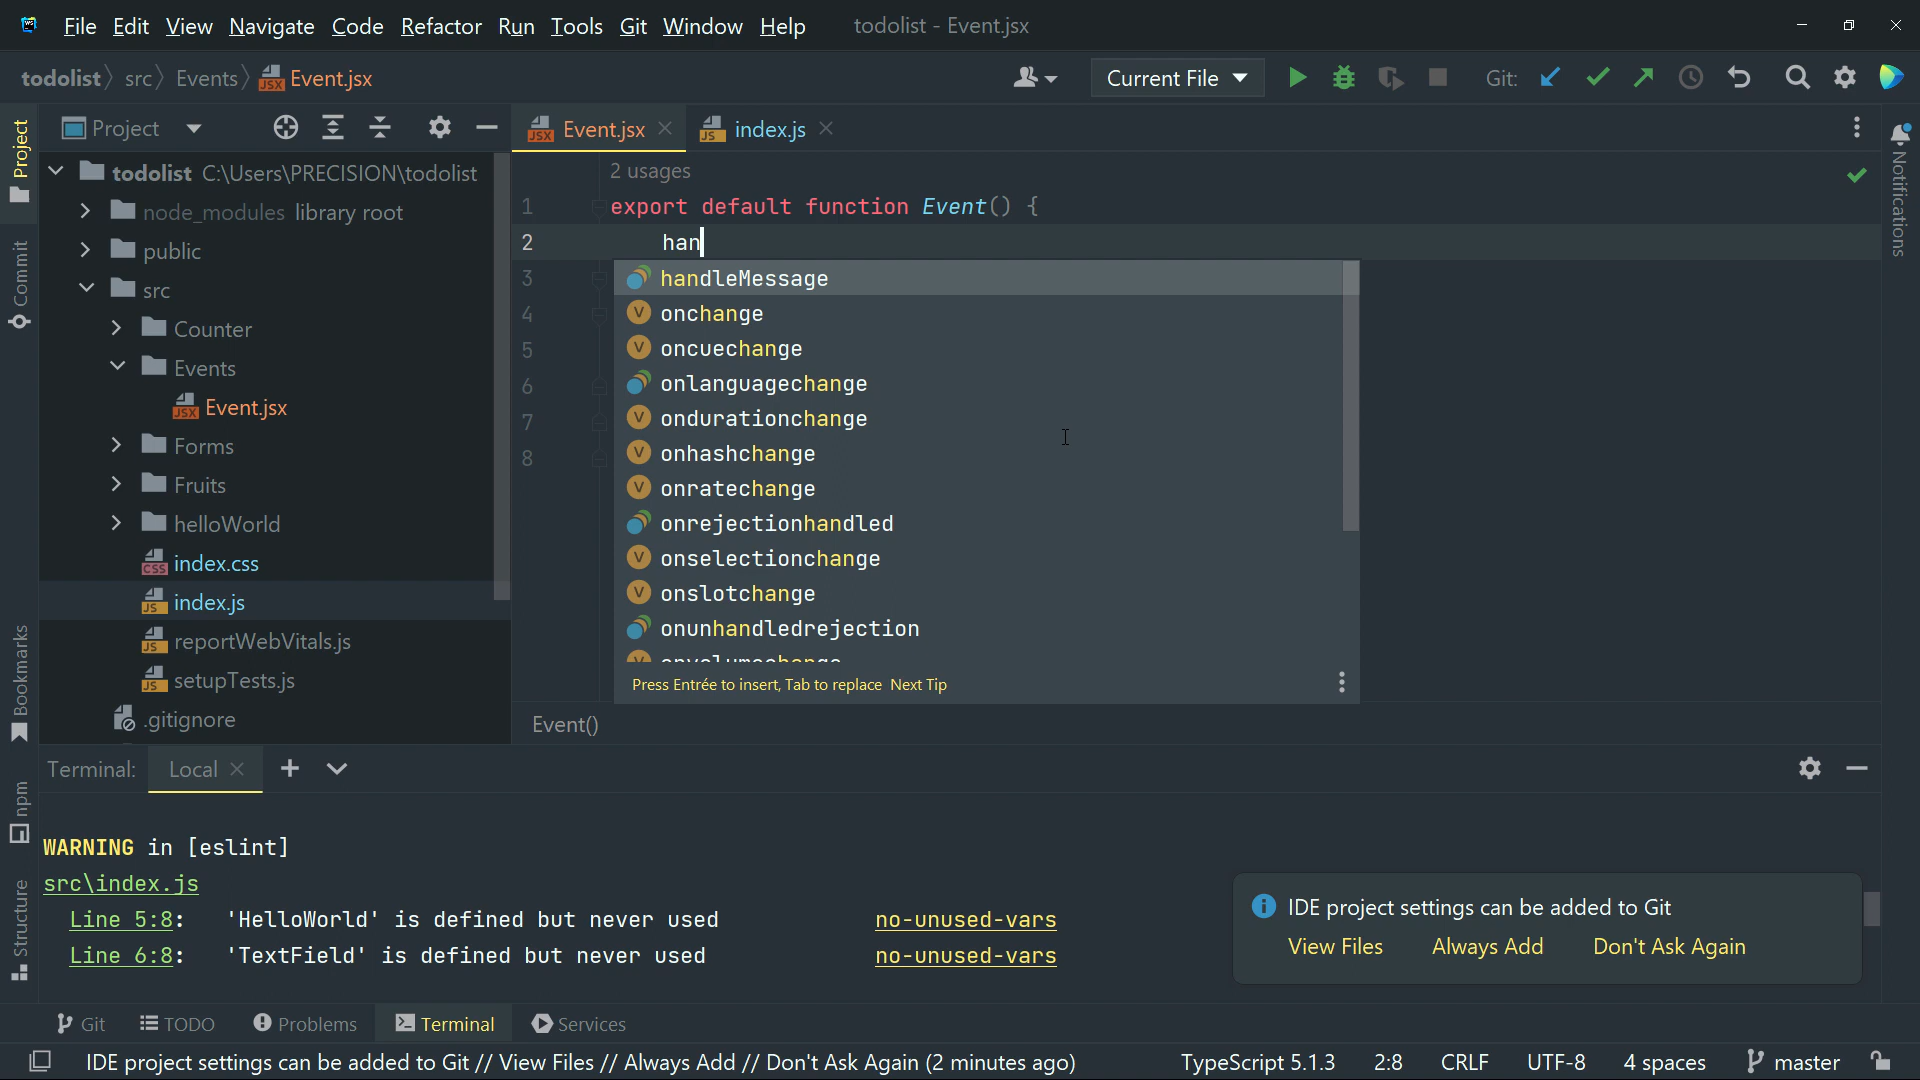 File Edit View Navigate Code Refactor Run Tools Git Window Help todolist - Event.jsx
todolist src Events Event.jsx Current File Git:
Project
Event.jsx
index.js
Project
Commit
Bookmarks
npm
Structure
Notifications
todolist C:\Users\PRECISION\todolist
node_modules library root
public
src
Counter
Events
Event.jsx
Forms
Fruits
helloWorld
index.css
index.js
reportWebVitals.js
setupTests.js
.gitignore
2 usages
1 export default function Event() {
2 han
3
4
5
6
7
8
handleMessage
onchange
oncuechange
onlanguagechange
ondurationchange
onhashchange
onratechange
onrejectionhandled
onselectionchange
onslotchange
onunhandledrejection
Press Entrée to insert, Tab to replace Next Tip
Event()
Terminal: Local
WARNING in [eslint]
src\index.js
Line 5:8: 'HelloWorld' is defined but never used no-unused-vars
Line 6:8: 'TextField' is defined but never used no-unused-vars
IDE project settings can be added to Git
View Files Always Add Don't Ask Again
Git TODO Problems Terminal Services
IDE project settings can be added to Git // View Files // Always Add // Don't Ask Again (2 minutes ago) TypeScript 5.1.3 2:8 CRLF UTF-8 4 spaces master